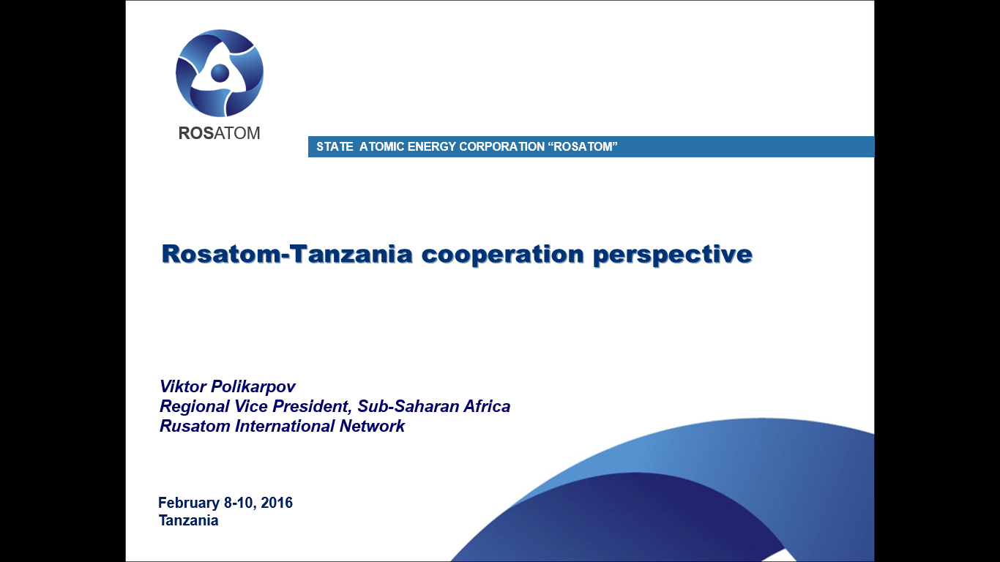 ROSATOM
STATE ATOMIC ENERGY CORPORATION “ROSATOM”
Rosatom-Tanzania cooperation perspective
Viktor Polikarpov
Regional Vice President, Sub-Saharan Africa
Rusatom International Network
February 8-10, 2016
Tanzania